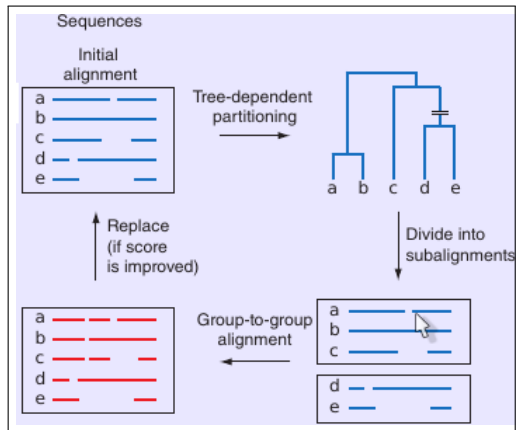 Sequences
Initial
alignment
a
b
c
d
e
Tree-dependent
partitioning
a b c d e
Divide into
subalignments
a
b
c
d
e
Group-to-group
alignment
a
b
c
d
e
Replace
(if score
is improved)